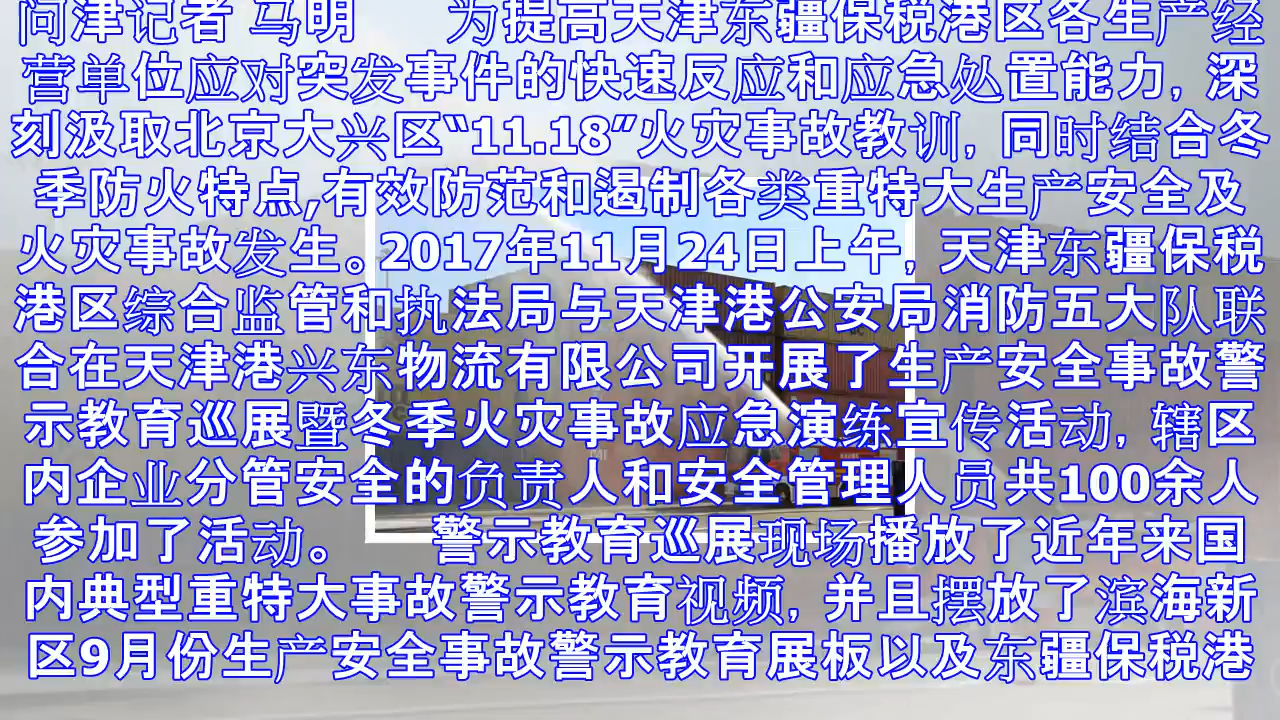 问津记者 马明 为提高天津东疆保税港区各生产经
营单位应对突发事件的快速反应和应急处置能力，深
刻汲取北京大兴区“11.18”火灾事故教训，同时结合冬
季防火特点,有效防范和遏制各类重特大生产安全及
火灾事故发生。2017年11月24日上午，天津东疆保税
港区综合监管和执法局与天津港公安局消防五大队联
合在天津港兴东物流有限公司开展了生产安全事故警
示教育巡展暨冬季火灾事故应急演练宣传活动，辖区
内企业分管安全的负责人和安全管理人员共100余人
参加了活动。 警示教育巡展现场播放了近年来国
内典型重特大事故警示教育视频，并且摆放了滨海新
区9月份生产安全事故警示教育展板以及东疆保税港